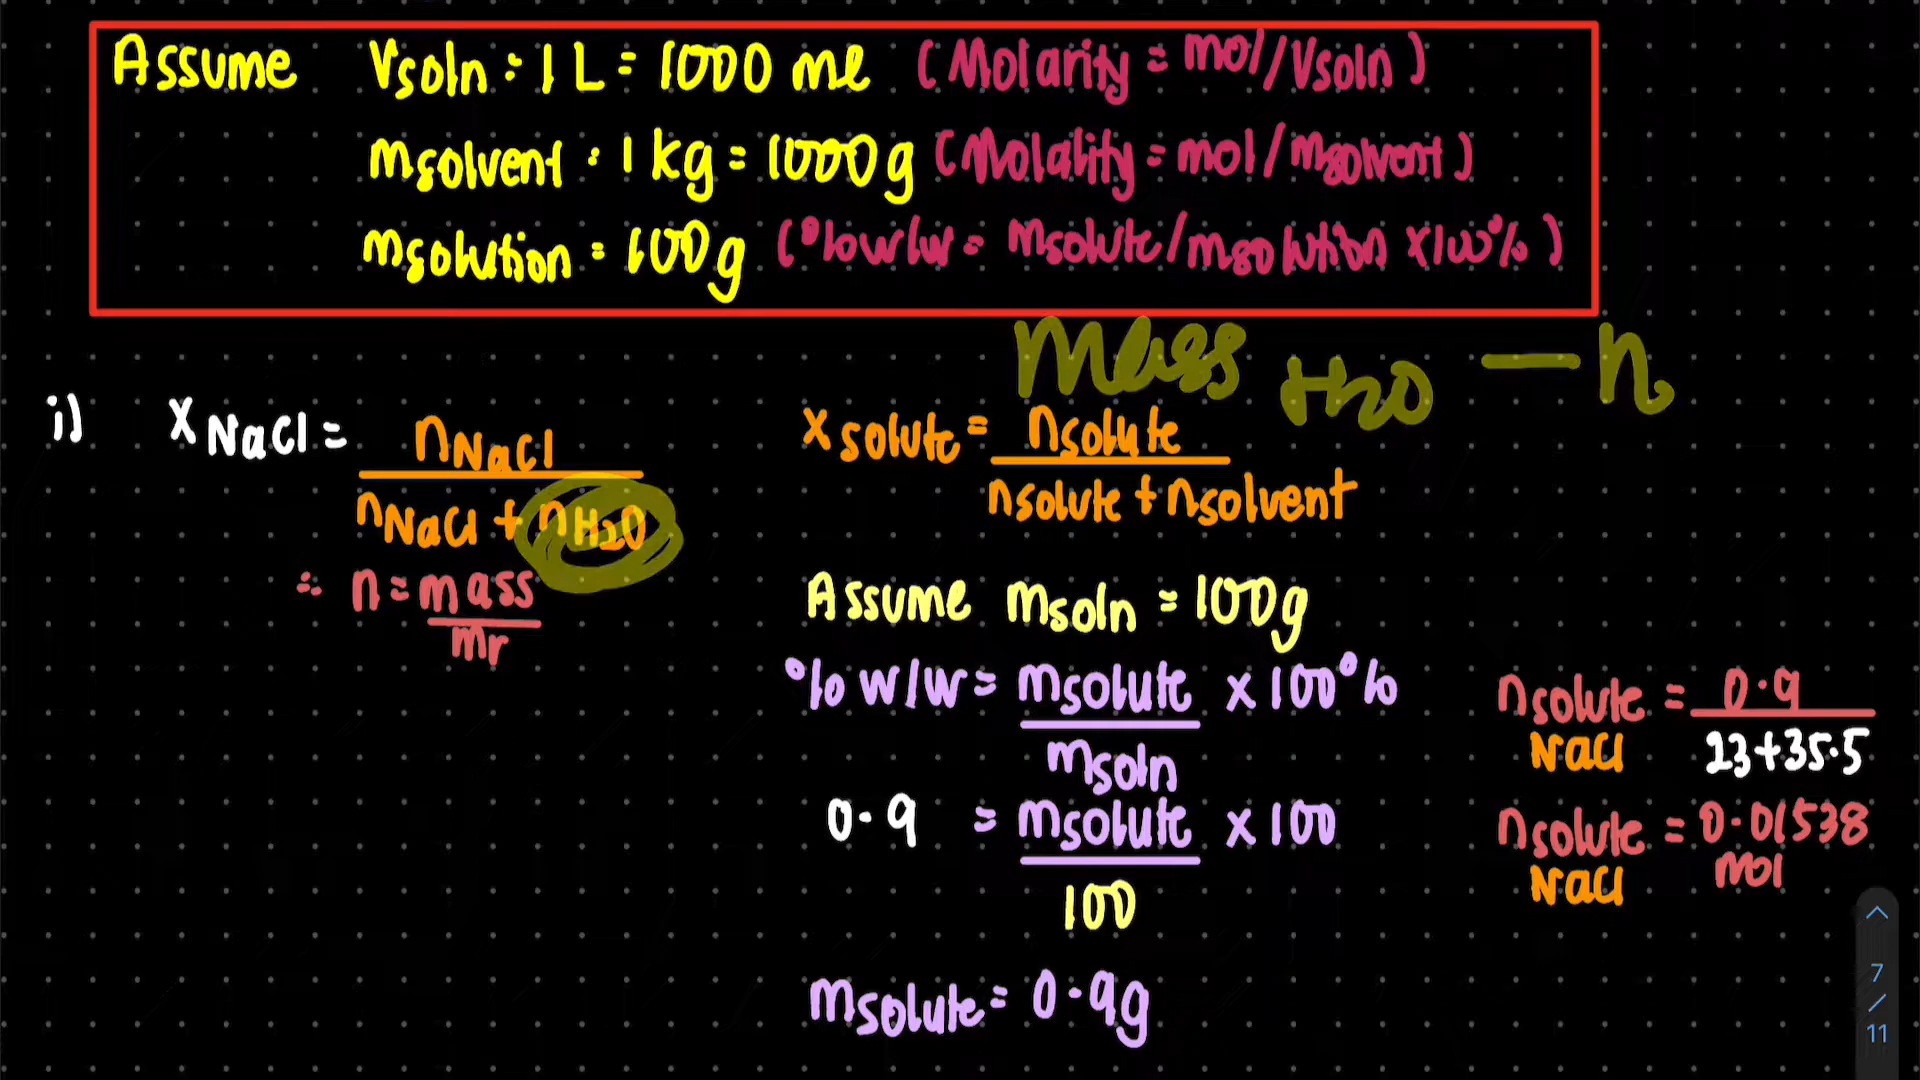 Assume Vsoln = 1 L = 1000 ml (Molarity = mol/Vsoln)
msolvent = 1 kg = 1000 g (Molality = mol/msolvent)
msolution = 100g (%w/w = msolute/msolution x100%)
Mass H2O — n
i) x NaCl = nNaCl / nNaCl + nH2O
∴ n = mass / mr
x solute = nsolute / nsolute + nsolvent
Assume msoln = 100g
% w/w = msolute / msoln x 100%
0.9 = msolute / 100 x 100
msolute = 0.9g
nsolute NaCl = 0.9 / 23+35.5
nsolute NaCl = 0.01538 mol
7
/
11